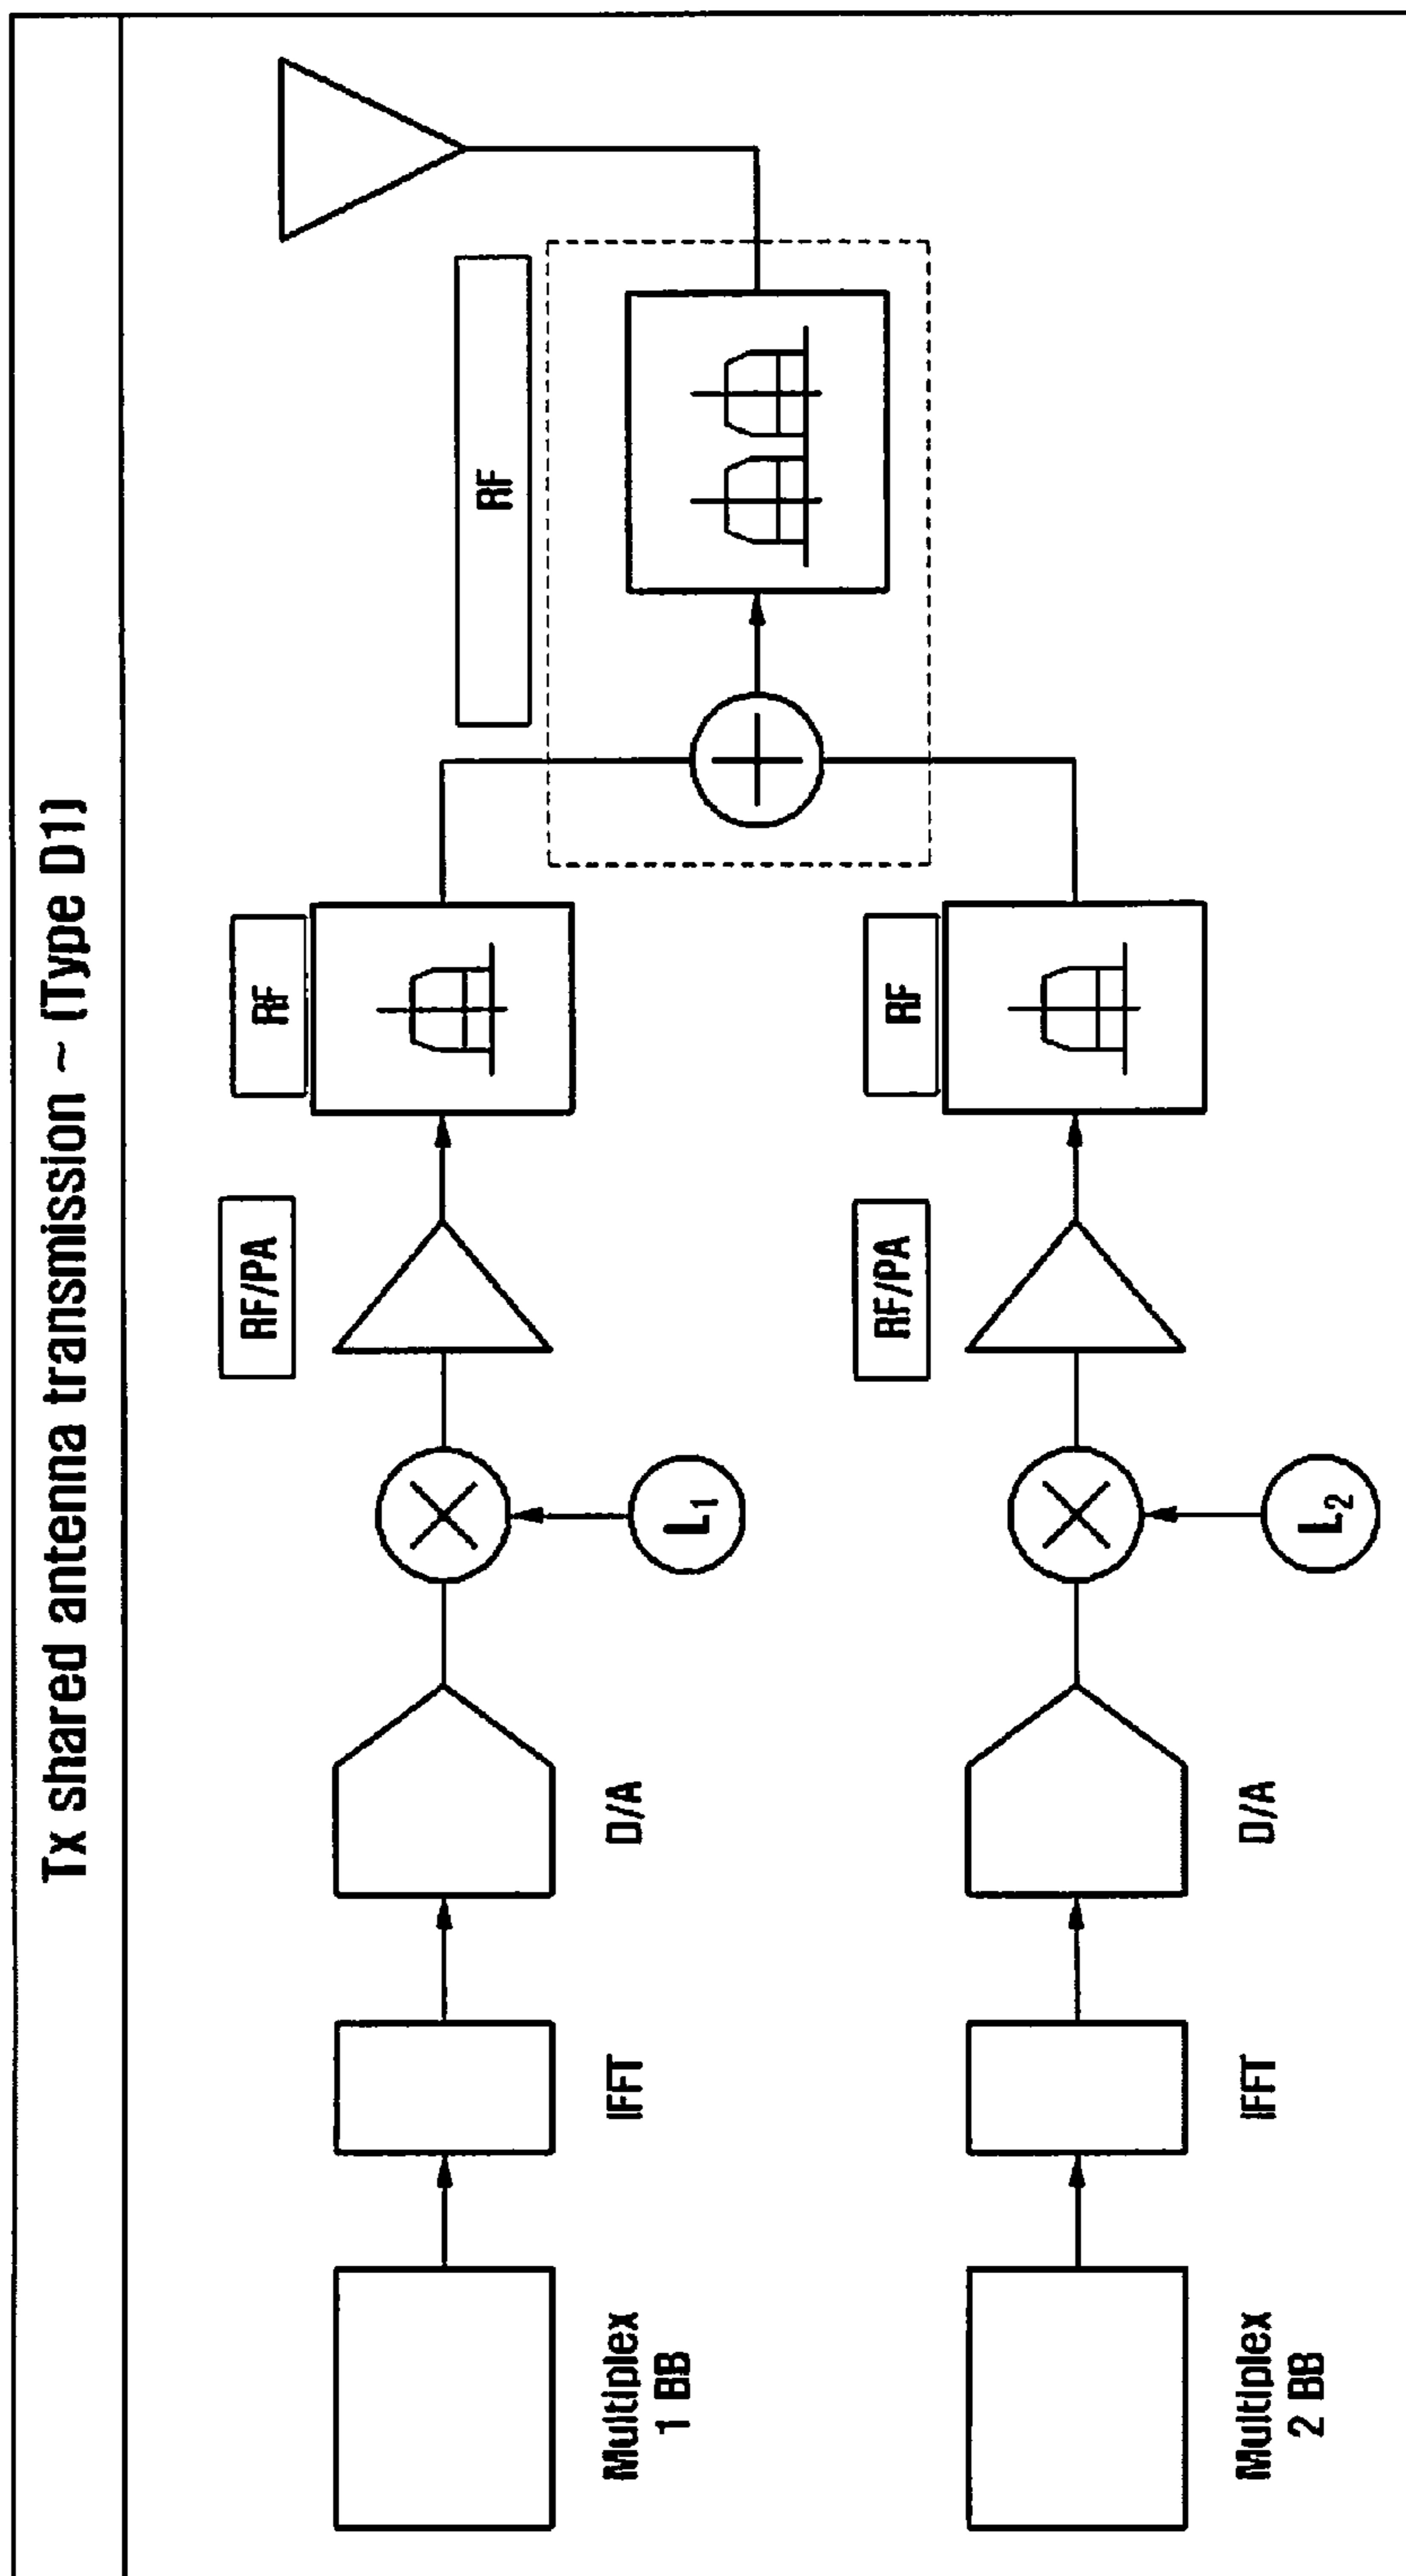 Tx shared antenna transmission ~ (Type D1)
Multiplex
1 BB
IFFT
D/A
L1
RF/PA
RF
RF
Multiplex
2 BB
IFFT
D/A
L2
RF/PA
RF